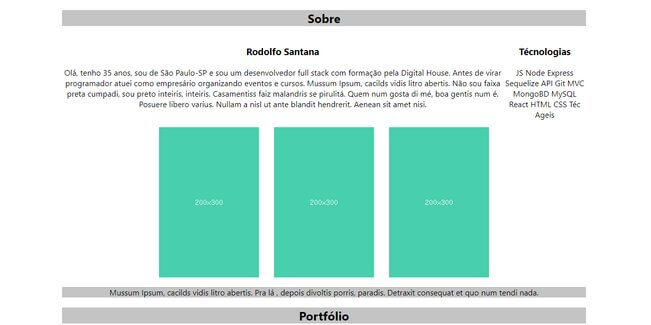 Sobre
Rodolfo Santana
Olá, tenho 35 anos, sou de São Paulo-SP e sou um desenvolvedor full stack com formação pela Digital House. Antes de virar
programador atuei como empresário organizando eventos e cursos. Mussum Ipsum, cacilds vidis litro abertis. Não sou faixa
preta cumpadi, sou preto inteiris, inteiris. Casamentiss faiz malandris se pirulitá. Quem num gosta di mé, boa gentis num é.
Posuere libero varius. Nullam a nisl ut ante blandit hendrerit. Aenean sit amet nisi.
Técnologias
JS Node Express
Sequelize API Git MVC
MongoBD MySQL
React HTML CSS Téc
Ageis
200x300
200x300
200x300
Mussum Ipsum, cacilds vidis litro abertis. Pra lá , depois divoltis porris, paradis. Detraxit consequat et quo num tendi nada.
Portfólio